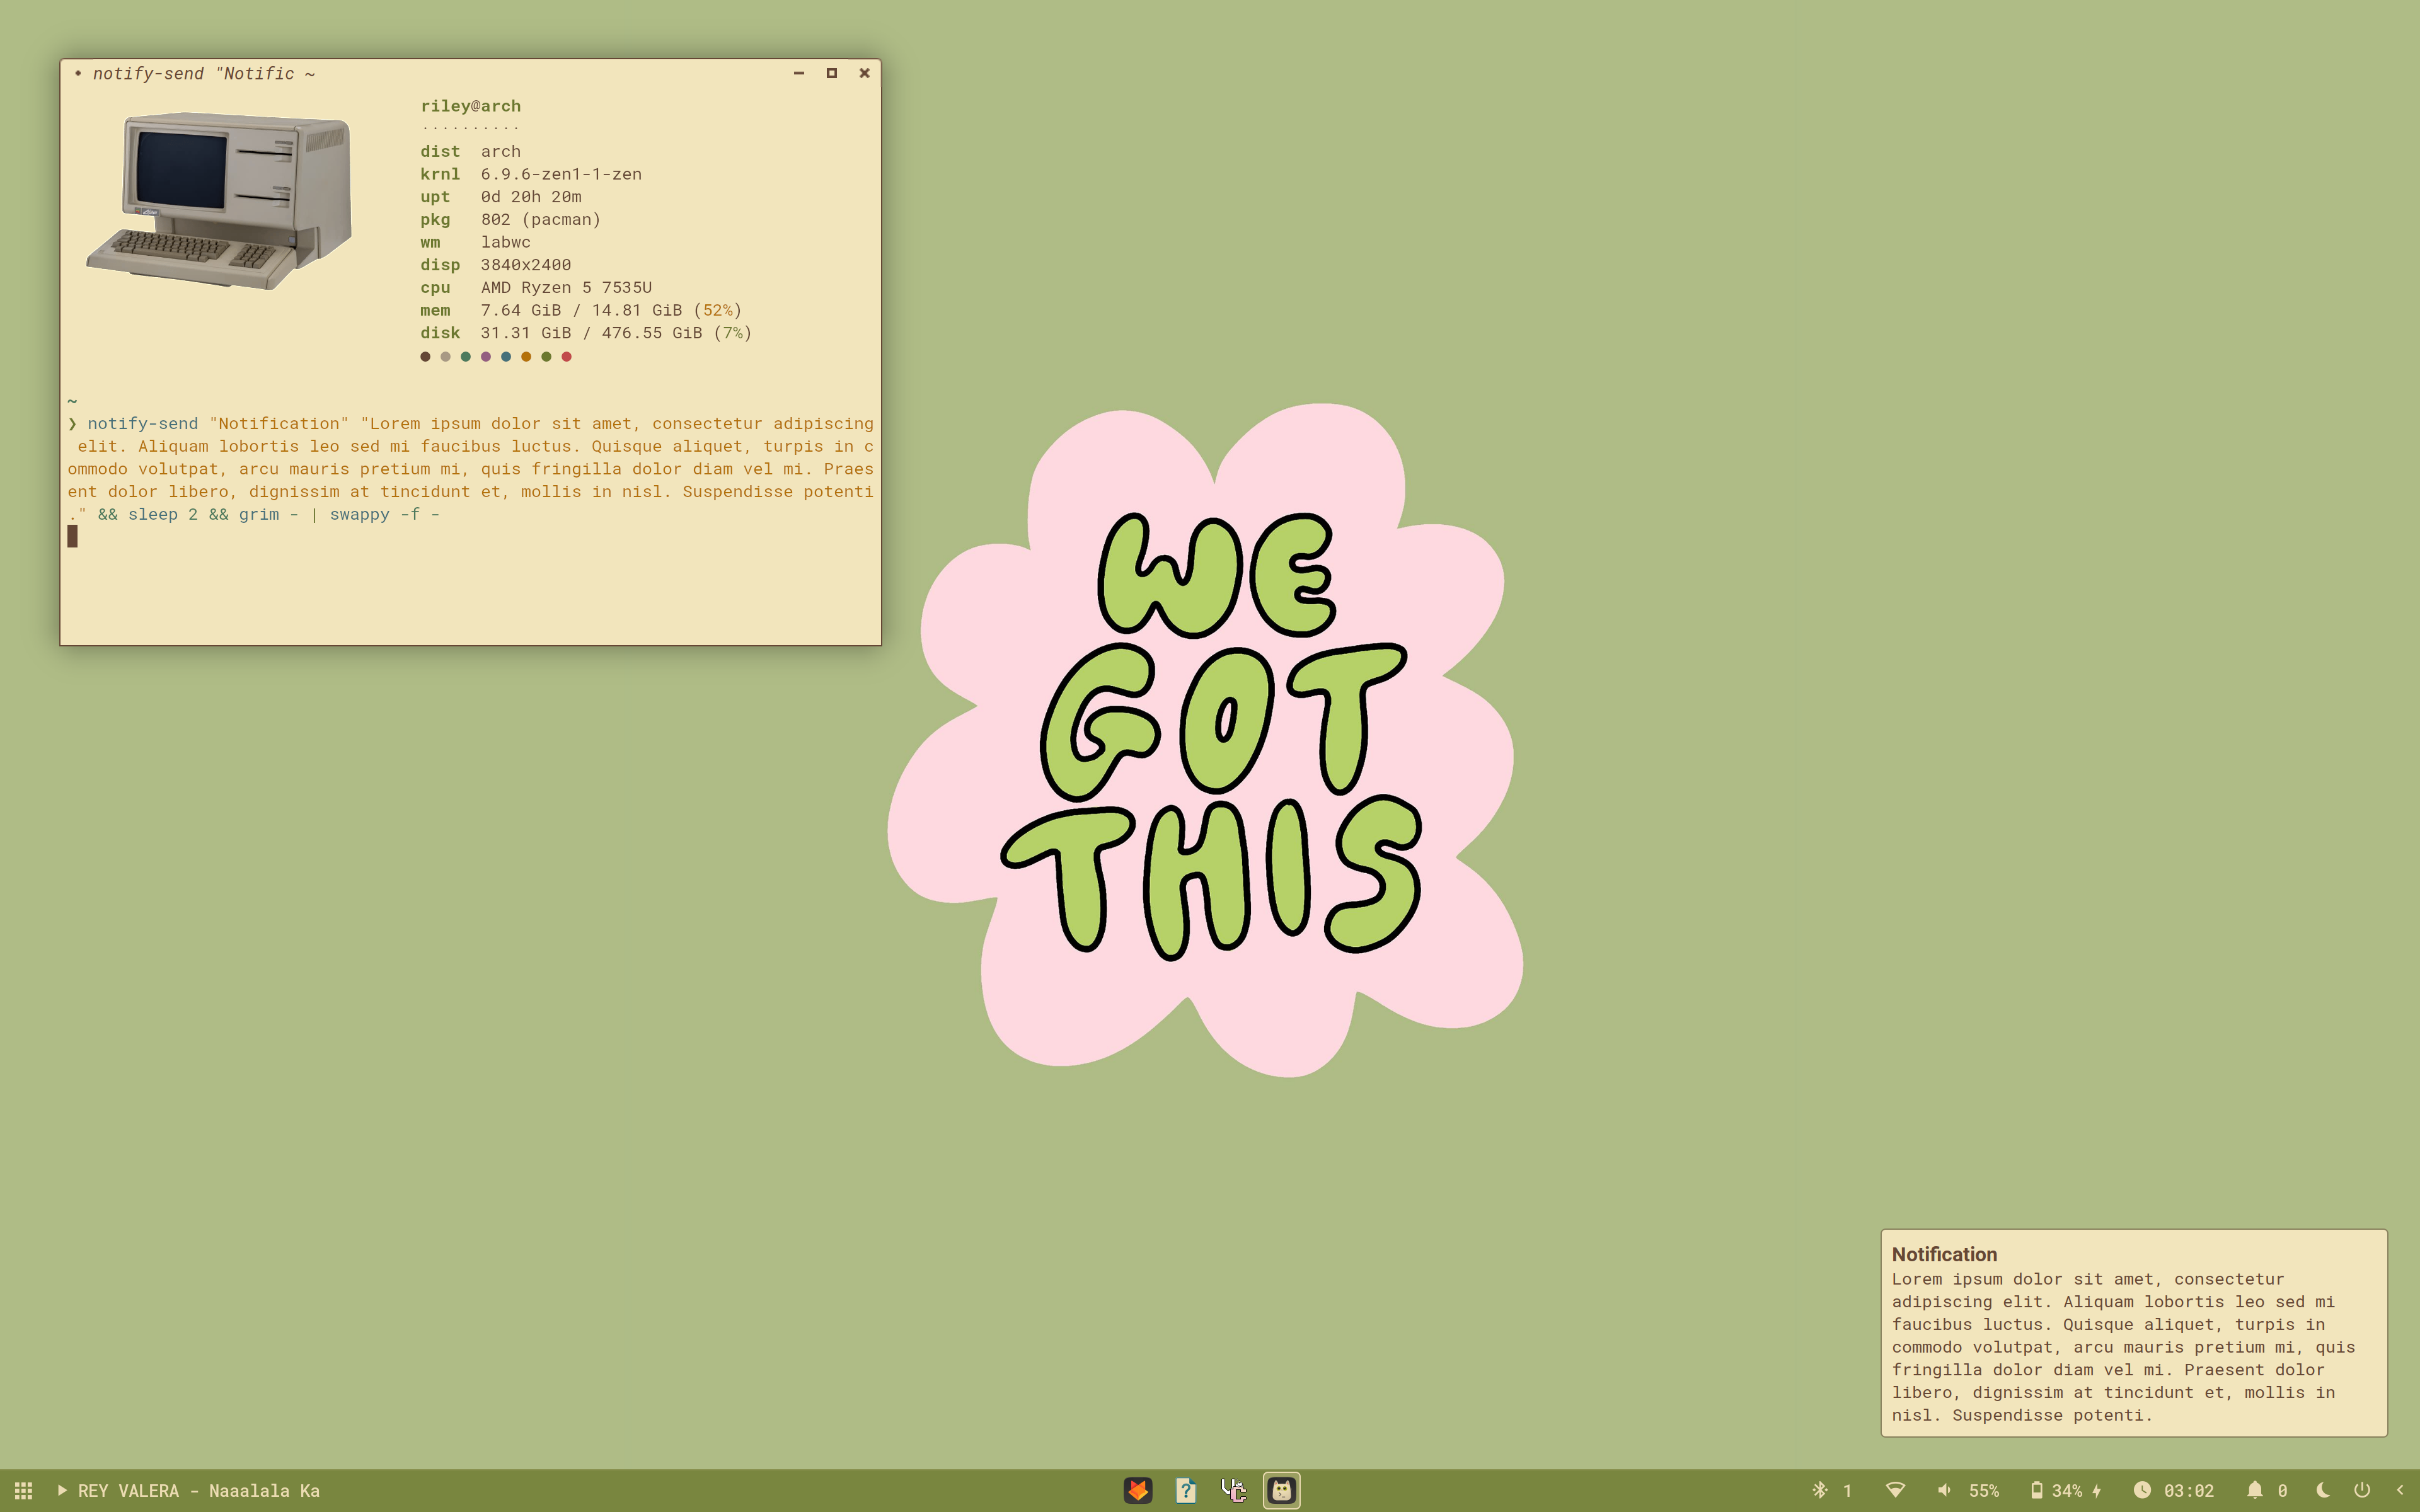 • notify-send "Notific ~
riley@arch
..........
dist arch
krnl 6.9.6-zen1-1-zen
upt 0d 20h 20m
pkg 802 (pacman)
wm labwc
disp 3840x2400
cpu AMD Ryzen 5 7535U
mem 7.64 GiB / 14.81 GiB (52%)
disk 31.31 GiB / 476.55 GiB (7%)
~
❯ notify-send "Notification" "Lorem ipsum dolor sit amet, consectetur adipiscing
elit. Aliquam lobortis leo sed mi faucibus luctus. Quisque aliquet, turpis in c
ommodo volutpat, arcu mauris pretium mi, quis fringilla dolor diam vel mi. Praes
ent dolor libero, dignissim at tincidunt et, mollis in nisl. Suspendisse potenti
." && sleep 2 && grim - | swappy -f -
WE
GOT
THIS
Notification
Lorem ipsum dolor sit amet, consectetur
adipiscing elit. Aliquam lobortis leo sed mi
faucibus luctus. Quisque aliquet, turpis in
commodo volutpat, arcu mauris pretium mi, quis
fringilla dolor diam vel mi. Praesent dolor
libero, dignissim at tincidunt et, mollis in
nisl. Suspendisse potenti.
REY VALERA - Naaalala Ka
?
VC
1 55% 34% 03:02 0